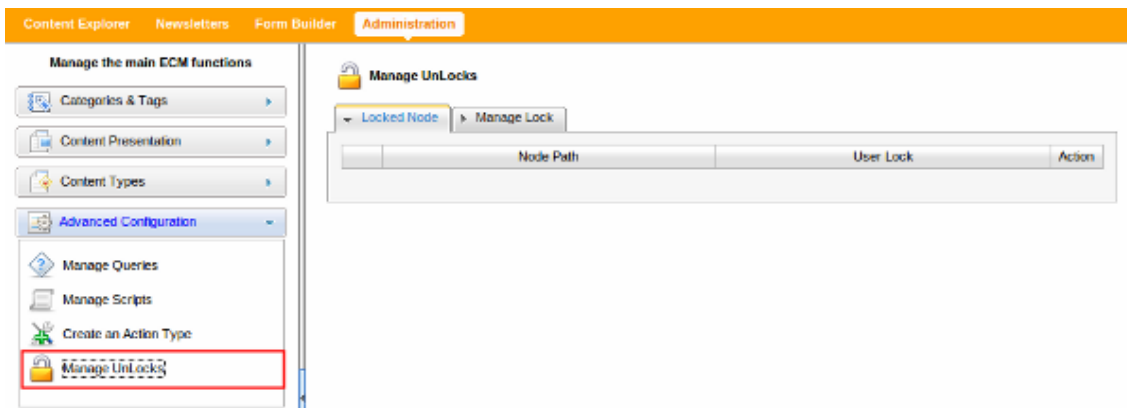 Content Explorer Newsletters Form Builder Administration
Manage the main ECM functions
Categories & Tags
Content Presentation
Content Types
Advanced Configuration
Manage Queries
Manage Scripts
Create an Action Type
Manage UnLocks
Manage UnLocks
Locked Node Manage Lock
Node Path User Lock Action